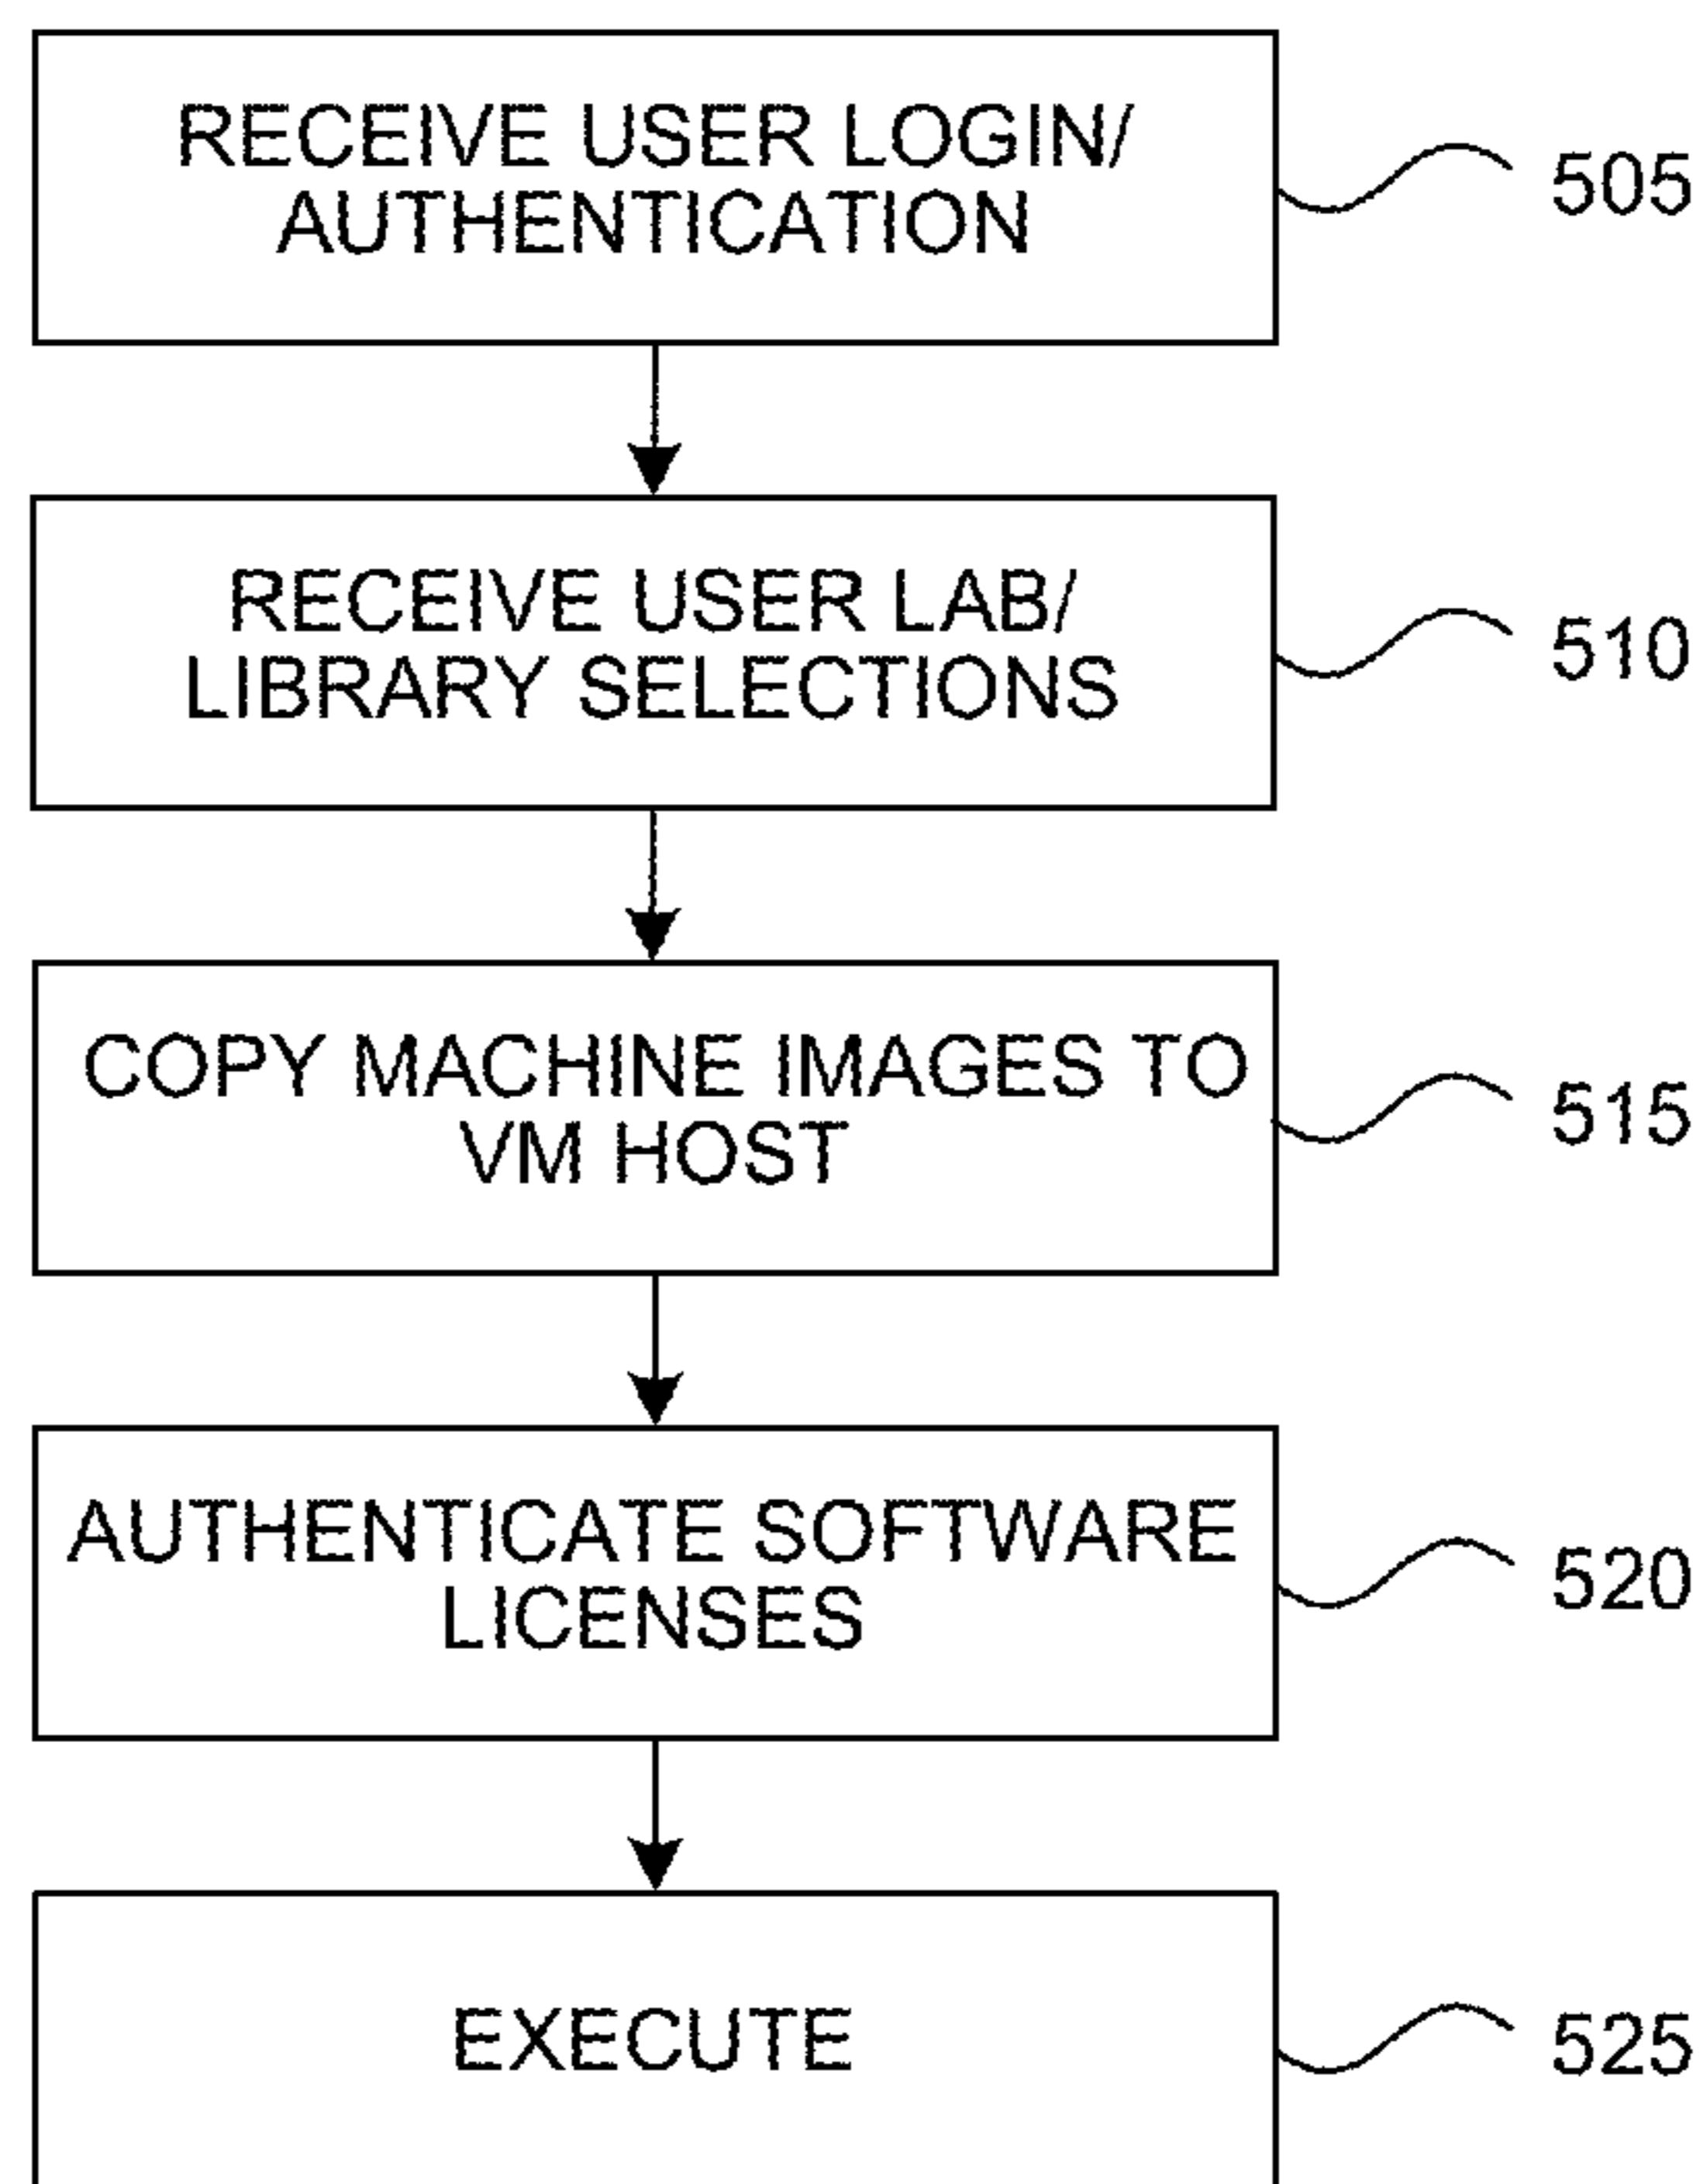 RECEIVE USER LOGIN/
AUTHENTICATION
505
RECEIVE USER LAB/
LIBRARY SELECTIONS
510
COPY MACHINE IMAGES TO
VM HOST
515
AUTHENTICATE SOFTWARE
LICENSES
520
EXECUTE
525